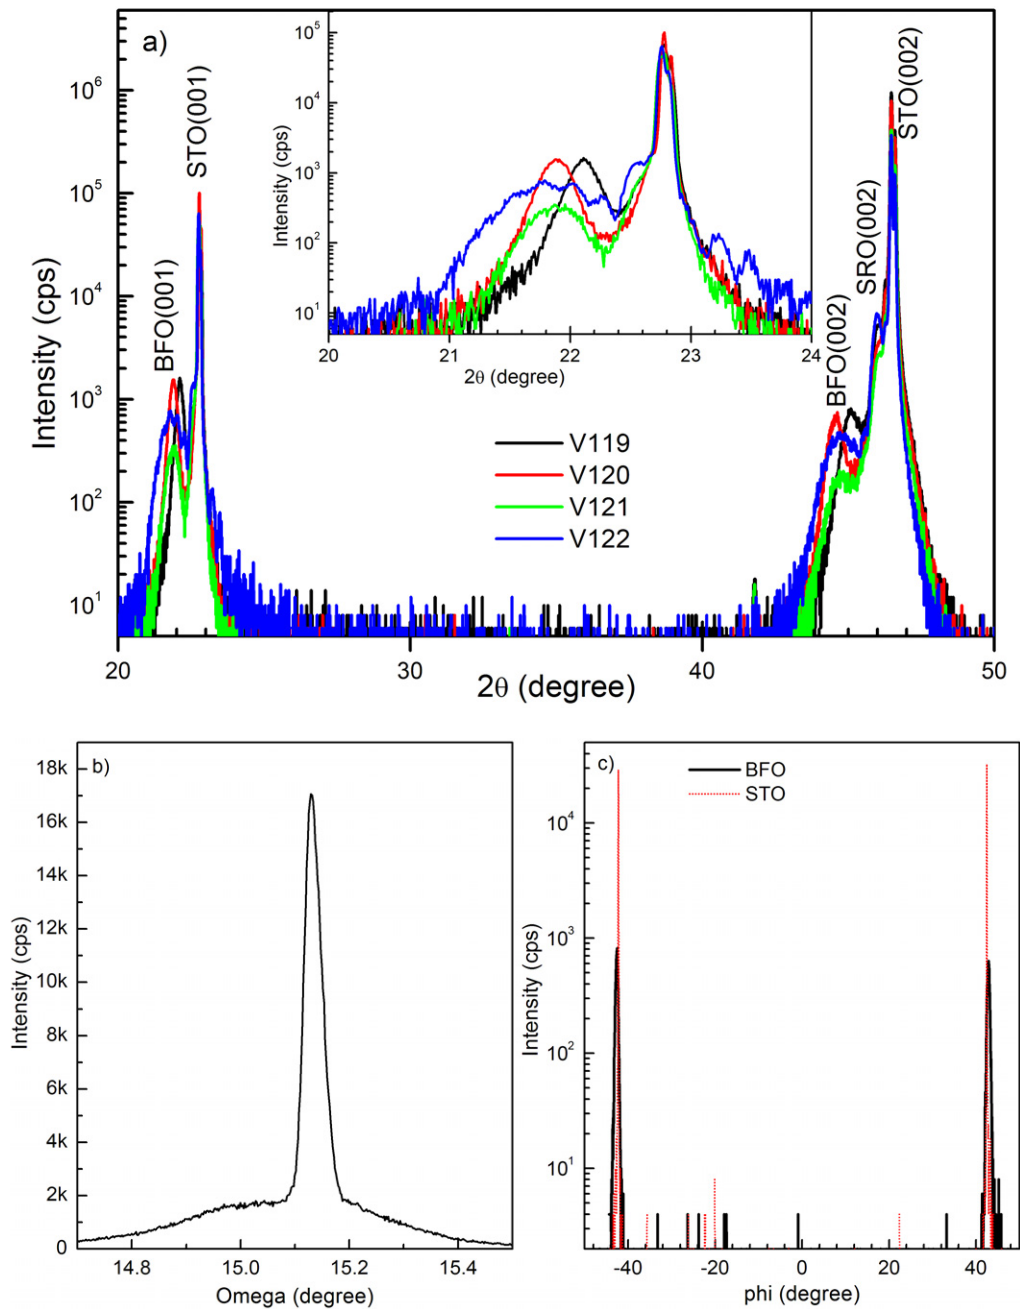 a)
STO(001)
BFO(001)
BFO(002)
SRO(002)
STO(002)
Intensity (cps)
10^6
10^5
10^4
10^3
10^2
10^1
20 30 40 50
2θ (degree)
Intensity (cps)
10^5
10^4
10^3
10^2
10^1
20 21 22 23 24
2θ (degree)
V119
V120
V121
V122
b)
Intensity (cps)
18k
16k
14k
12k
10k
8k
6k
4k
2k
0
14.8 15.0 15.2 15.4
Omega (degree)
c)
BFO
STO
Intensity (cps)
10^4
10^3
10^2
10^1
-40 -20 0 20 40
phi (degree)